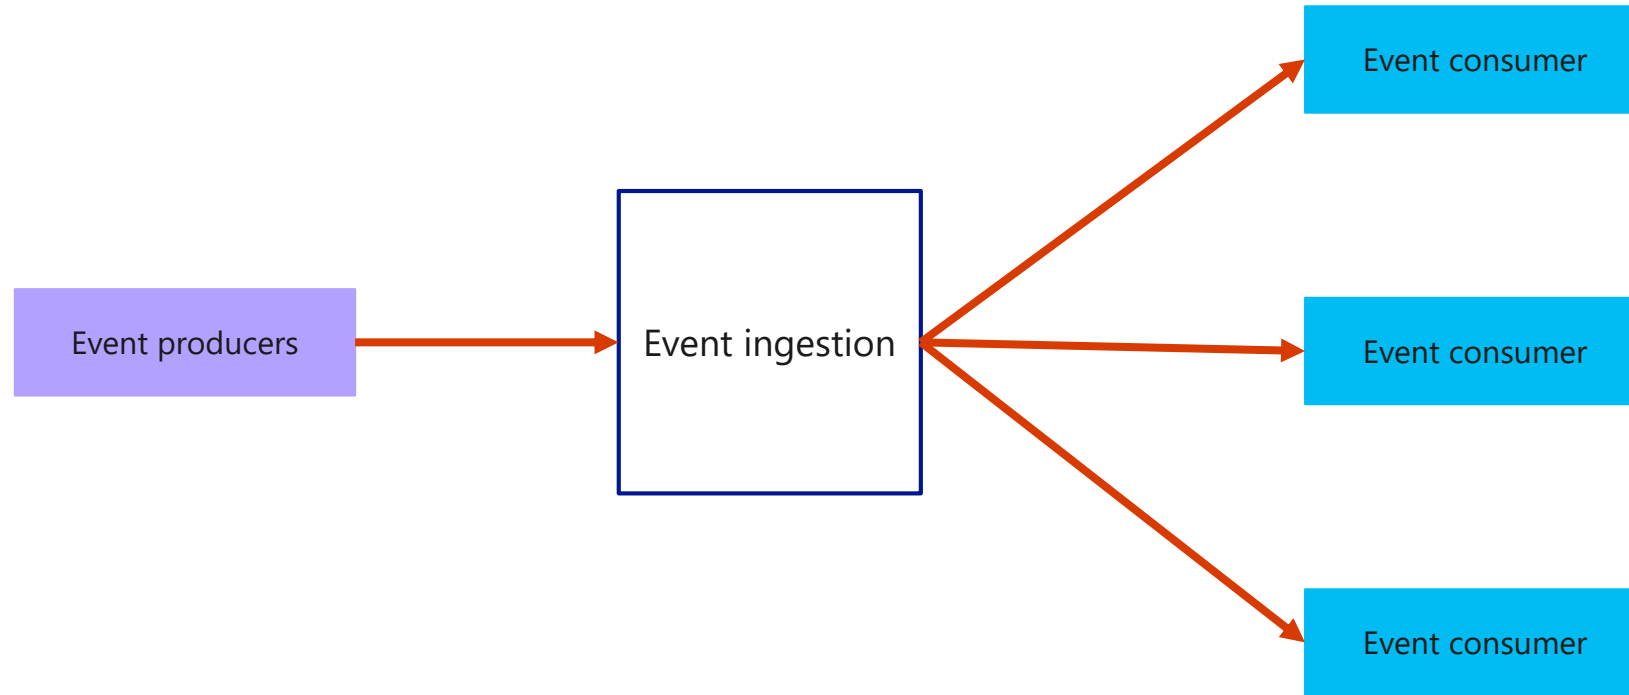 Event consumer
Event producers
Event ingestion
Event consumer
Event consumer